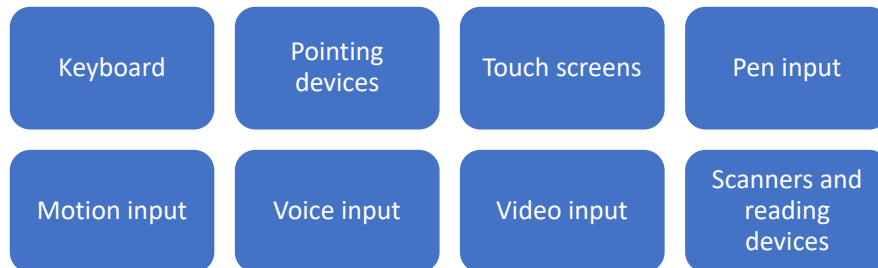 Keyboard
Pointing
devices
Touch screens
Pen input
Motion input
Voice input
Video input
Scanners and
reading
devices